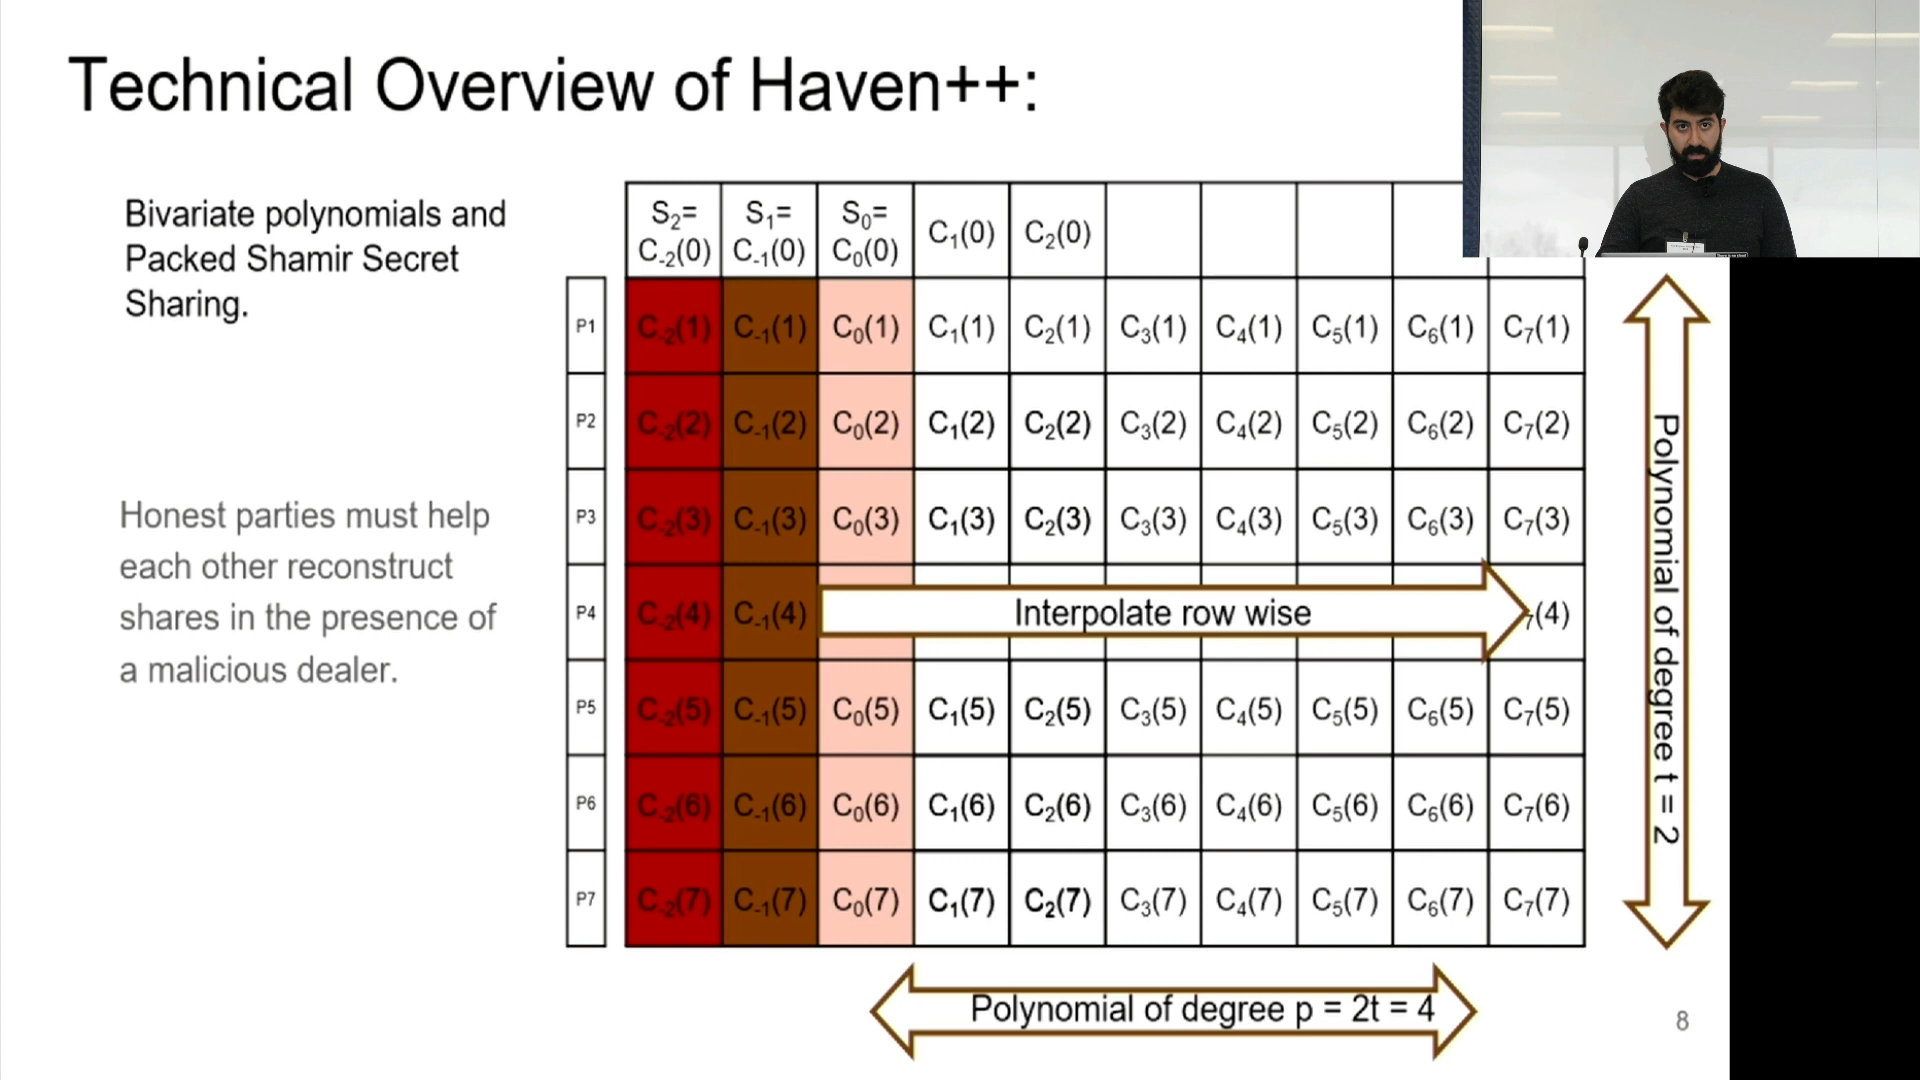 Technical Overview of Haven++:
Bivariate polynomials and
Packed Shamir Secret
Sharing.
Honest parties must help
each other reconstruct
shares in the presence of
a malicious dealer.
S₂= S₁= S₀=
C₋₂(0) C₋₁(0) C₀(0) C₁(0) C₂(0)
P1 C₋₂(1) C₋₁(1) C₀(1) C₁(1) C₂(1) C₃(1) C₄(1) C₅(1) C₆(1) C₇(1)
P2 C₋₂(2) C₋₁(2) C₀(2) C₁(2) C₂(2) C₃(2) C₄(2) C₅(2) C₆(2) C₇(2)
P3 C₋₂(3) C₋₁(3) C₀(3) C₁(3) C₂(3) C₃(3) C₄(3) C₅(3) C₆(3) C₇(3)
P4 C₋₂(4) C₋₁(4) Interpolate row wise ₇(4)
P5 C₋₂(5) C₋₁(5) C₀(5) C₁(5) C₂(5) C₃(5) C₄(5) C₅(5) C₆(5) C₇(5)
P6 C₋₂(6) C₋₁(6) C₀(6) C₁(6) C₂(6) C₃(6) C₄(6) C₅(6) C₆(6) C₇(6)
P7 C₋₂(7) C₋₁(7) C₀(7) C₁(7) C₂(7) C₃(7) C₄(7) C₅(7) C₆(7) C₇(7)
Polynomial of degree t = 2
Polynomial of degree p = 2t = 4
8